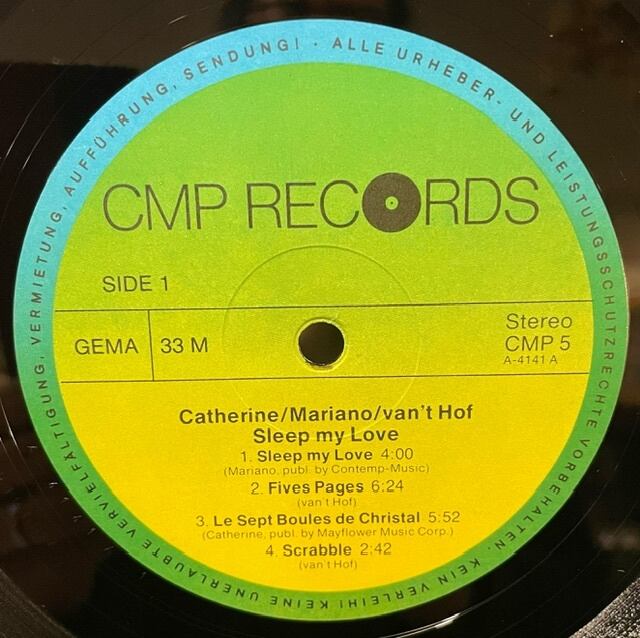 ALLE URHEBER- UND LEISTUNGSSCHUTZRECHTE VORBEHALTEN · KEIN VERLEIH! KEINE UNERLAUBTE VERVIELFÄLTIGUNG, VERMIETUNG, AUFFÜHRUNG, SENDUNG! ·
CMP RECORDS
SIDE 1
GEMA 33 M
Stereo
CMP 5
A-4141 A
Catherine/Mariano/van't Hof
Sleep my Love
1. Sleep my Love 4:00
(Mariano, publ. by Contemp-Music)
2. Fives Pages 6:24
(van't Hof)
3. Le Sept Boules de Christal 5:52
(Catherine, publ. by Mayflower Music Corp.)
4. Scrabble 2:42
(van't Hof)